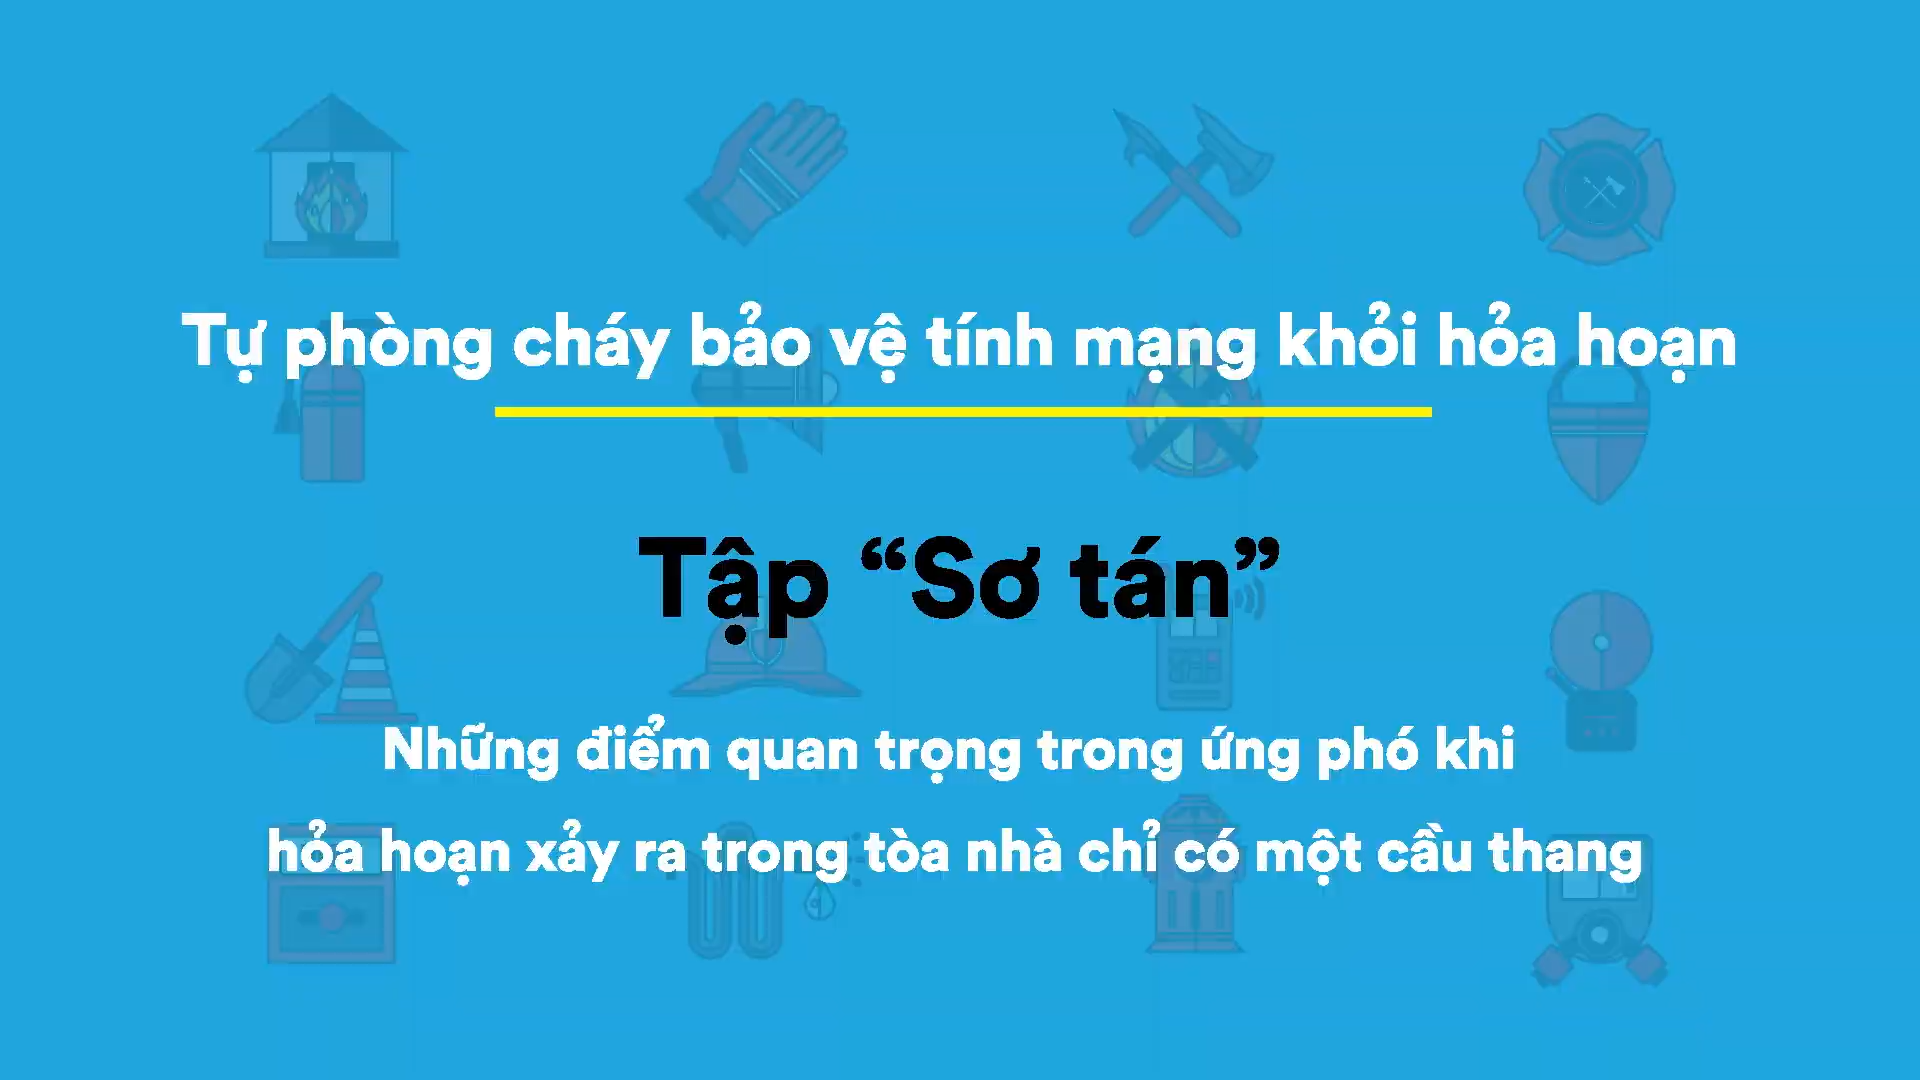 Tự phòng cháy bảo vệ tính mạng khỏi hỏa hoạn
Tập “Sơ tán”
Những điểm quan trọng trong ứng phó khi
hỏa hoạn xảy ra trong tòa nhà chỉ có một cầu thang